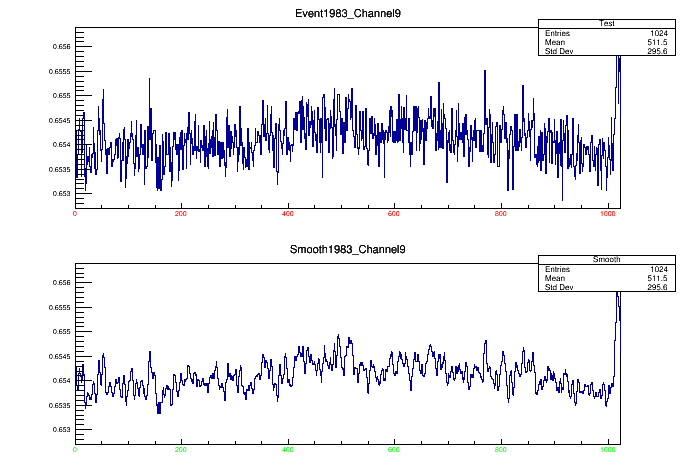 Event1983_Channel9
Test
Entries 1024
Mean 511.5
Std Dev 295.6
0.656
0.6555
0.655
0.6545
0.654
0.6535
0.653
0 200 400 600 800 1000
Smooth1983_Channel9
Smooth
Entries 1024
Mean 511.5
Std Dev 295.6
0.656
0.6555
0.655
0.6545
0.654
0.6535
0.653
0 200 400 600 800 1000